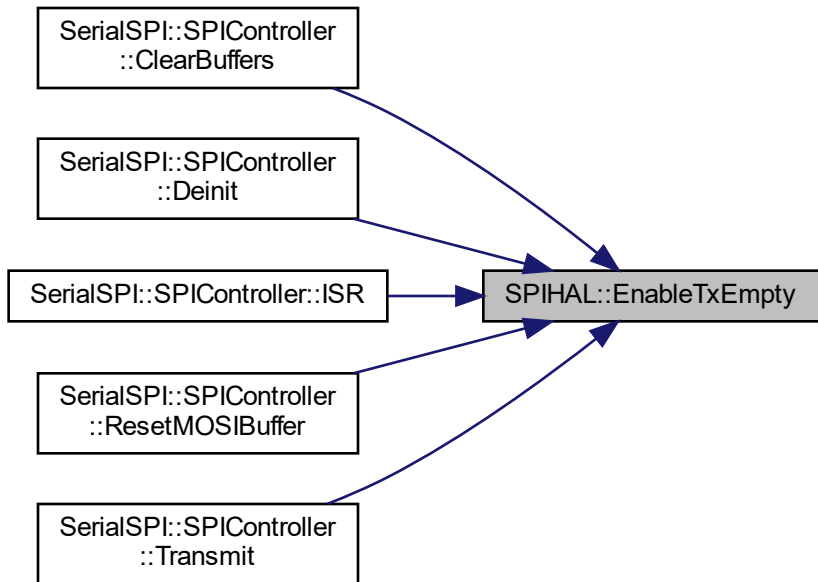 SerialSPI::SPIController
::ClearBuffers
SerialSPI::SPIController
::Deinit
SerialSPI::SPIController::ISR
SPIHAL::EnableTxEmpty
SerialSPI::SPIController
::ResetMOSIBuffer
SerialSPI::SPIController
::Transmit